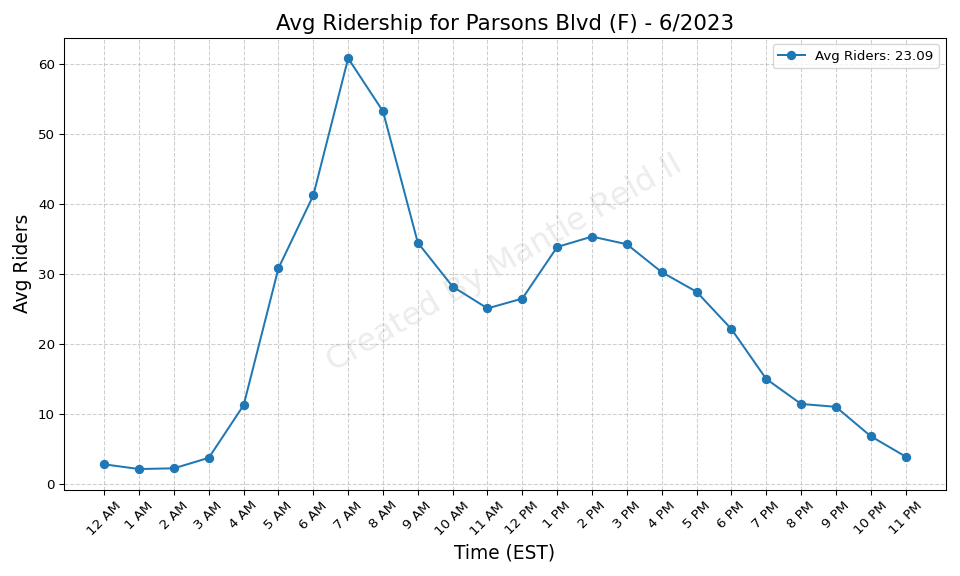 Avg Ridership for Parsons Blvd (F) - 6/2023
Avg Riders: 23.09
Avg Riders
60
50
40
30
20
10
0
Created By Mantie Reid II
12 AM
1 AM
2 AM
3 AM
4 AM
5 AM
6 AM
7 AM
8 AM
9 AM
10 AM
11 AM
12 PM
1 PM
2 PM
3 PM
4 PM
5 PM
6 PM
7 PM
8 PM
9 PM
10 PM
11 PM
Time (EST)